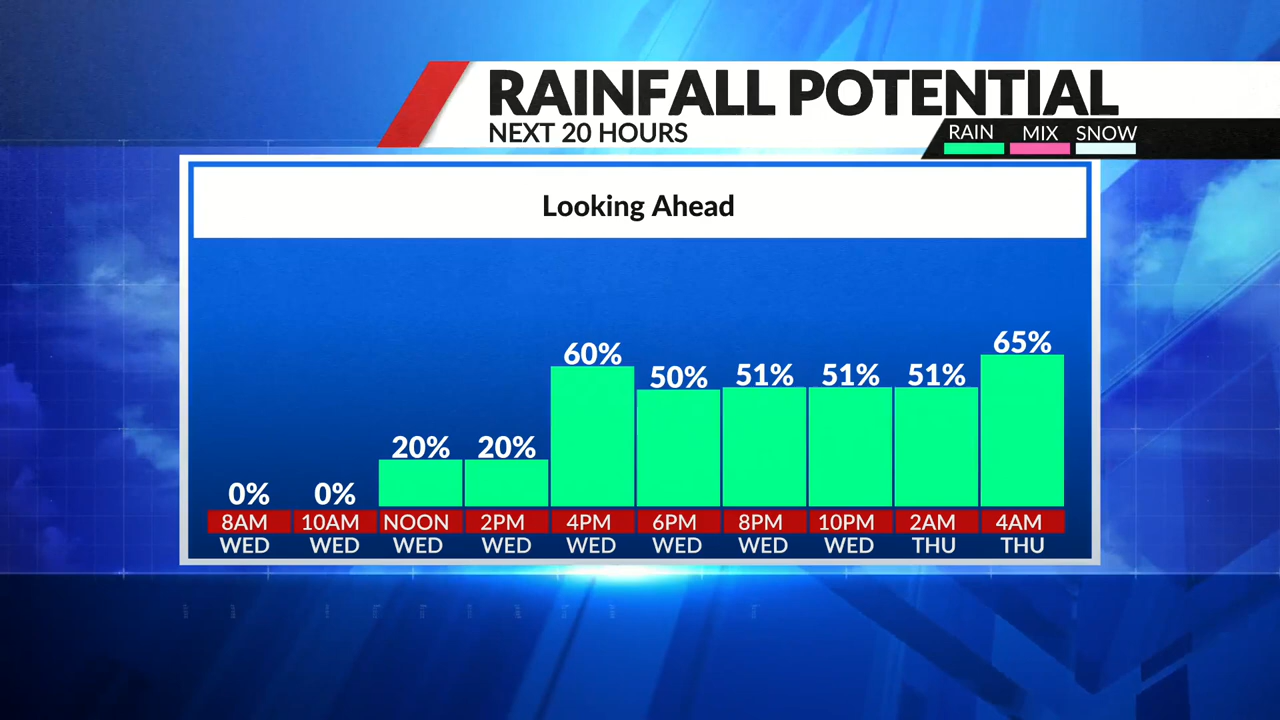 RAINFALL POTENTIAL
NEXT 20 HOURS
RAIN MIX SNOW
Looking Ahead
0% 0% 20% 20% 60% 50% 51% 51% 51% 65%
8AM 10AM NOON 2PM 4PM 6PM 8PM 10PM 2AM 4AM
WED WED WED WED WED WED WED WED THU THU